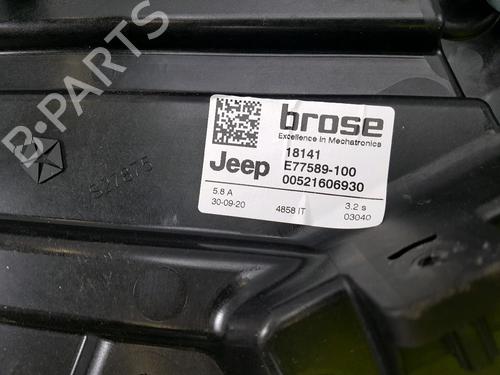 B-PARTS
brose
Excellence in Mechatronics
Jeep
18141
E77589-100
00521606930
5.8 A
3.2 s
30-09-20
4858 IT
03040